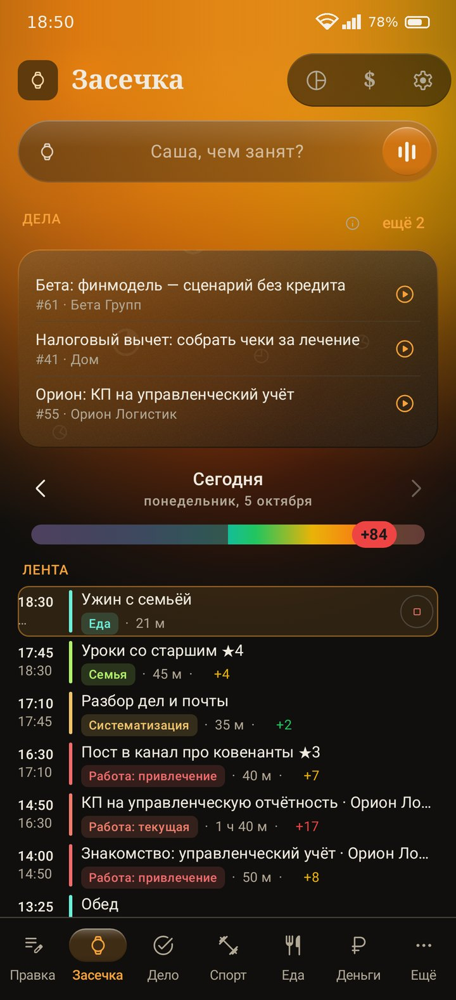 18:50
78%
Засечка
$
Саша, чем занят?
ДЕЛА
ещё 2
Бета: финмодель — сценарий без кредита
#61 · Бета Групп
Налоговый вычет: собрать чеки за лечение
#41 · Дом
Орион: КП на управленческий учёт
#55 · Орион Логистик
Сегодня
понедельник, 5 октября
+84
ЛЕНТА
18:30 Ужин с семьёй
... Еда · 21 м
17:45 Уроки со старшим ★4
18:30 Семья · 45 м · +4
17:10 Разбор дел и почты
17:45 Систематизация · 35 м · +2
16:30 Пост в канал про ковенанты ★3
17:10 Работа: привлечение · 40 м · +7
14:50 КП на управленческую отчётность · Орион Ло...
16:30 Работа: текущая · 1 ч 40 м · +17
14:00 Знакомство: управленческий учёт · Орион Ло...
14:50 Работа: привлечение · 50 м · +8
13:25 Обед
Правка Засечка Дело Спорт Еда Деньги Ещё